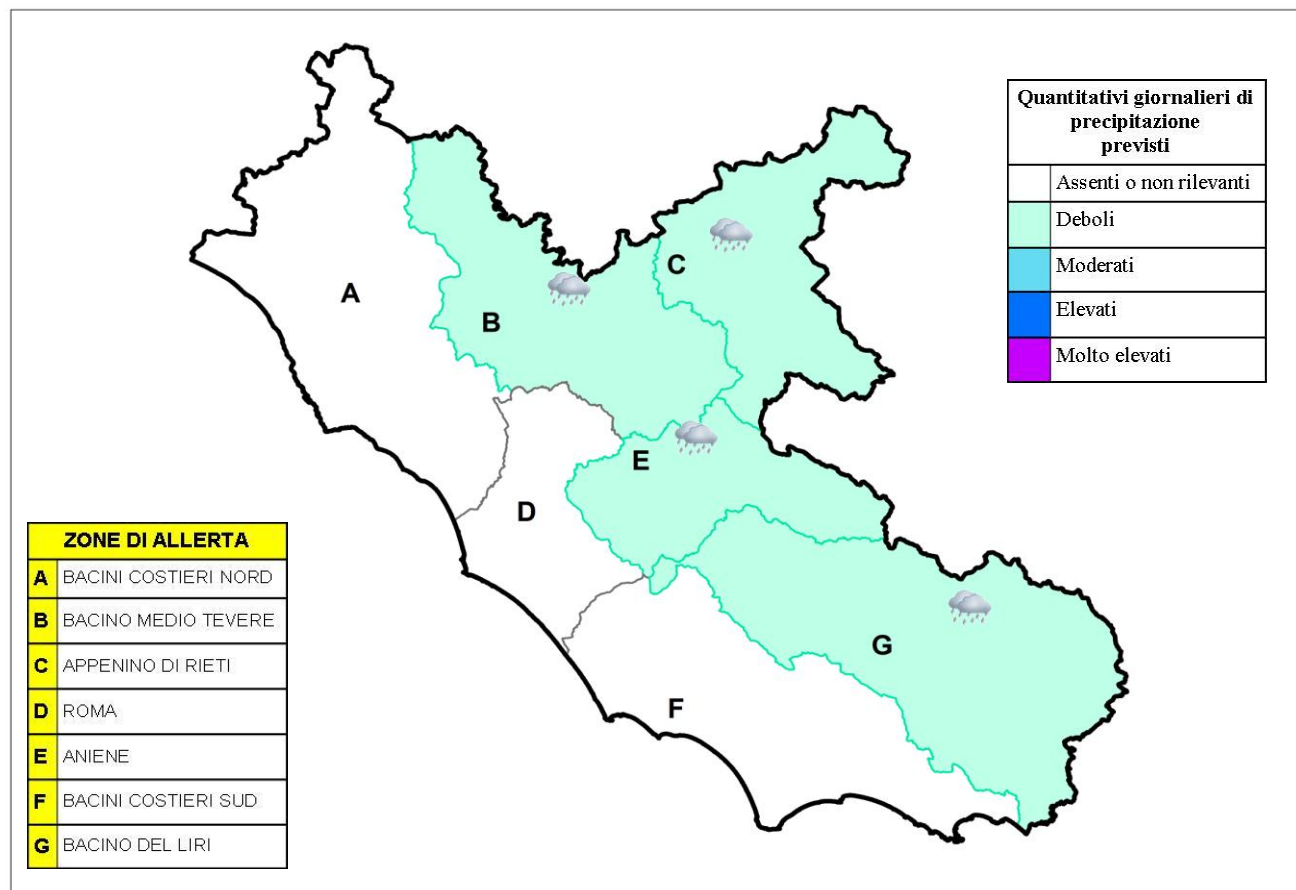 Quantitativi giornalieri di
precipitazione
previsti
Assenti o non rilevanti
Deboli
Moderati
Elevati
Molto elevati
A
B
C
D
E
F
G
ZONE DI ALLERTA
A BACINI COSTIERI NORD
B BACINO MEDIO TEVERE
C APPENINO DI RIETI
D ROMA
E ANIENE
F BACINI COSTIERI SUD
G BACINO DEL LIRI